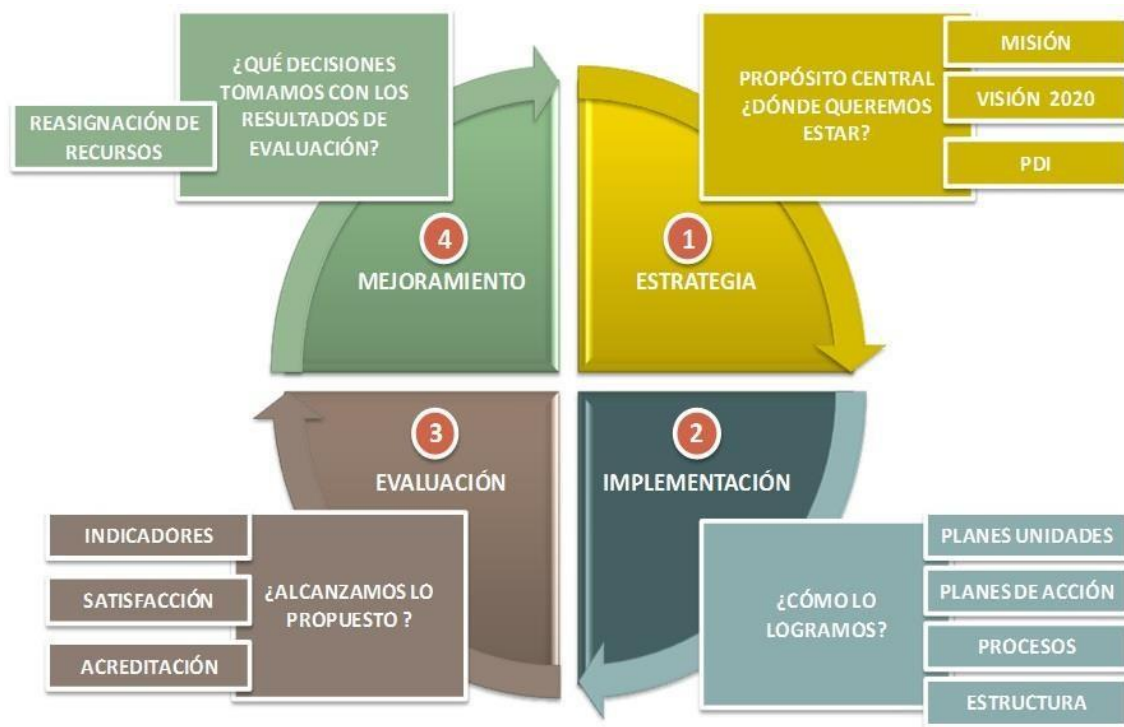 ¿QUÉ DECISIONES
TOMAMOS CON LOS
RESULTADOS DE
EVALUACIÓN?
REASIGNACIÓN DE
RECURSOS
4
MEJORAMIENTO
PROPÓSITO CENTRAL
¿DÓNDE QUEREMOS
ESTAR?
MISIÓN
VISIÓN 2020
PDI
1
ESTRATEGIA
3
EVALUACIÓN
INDICADORES
SATISFACCIÓN
ACREDITACIÓN
¿ALCANZAMOS LO
PROPUESTO ?
2
IMPLEMENTACIÓN
¿CÓMO LO
LOGRAMOS?
PLANES UNIDADES
PLANES DE ACCIÓN
PROCESOS
ESTRUCTURA